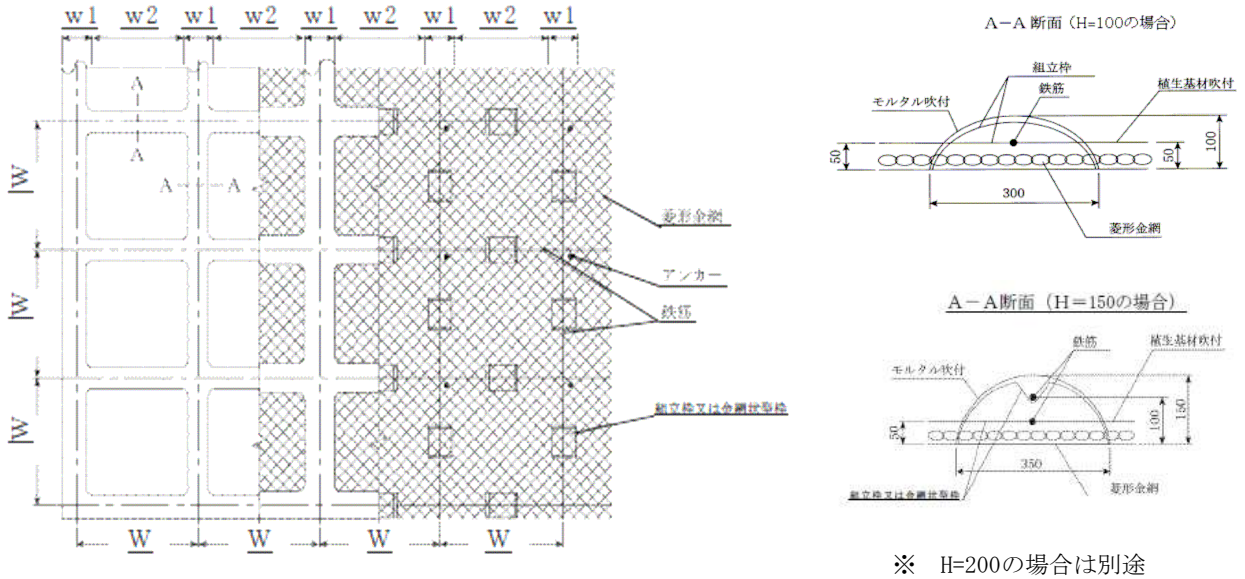 w1 w2 w1 w2 w1 w2 w1 w2 w1
A
A
A A
W
W
W
W W W W
菱形金網
アンカー
鉄筋
組立枠又は金網状型枠
A-A 断面 (H=100の場合)
組立枠
鉄筋
植生基材吹付
モルタル吹付
50
50
100
300
菱形金網
A-A断面 (H=150の場合)
鉄筋
植生基材吹付
モルタル吹付
50
100
150
350
組立枠又は金網状型枠
菱形金網
※ H=200の場合は別途